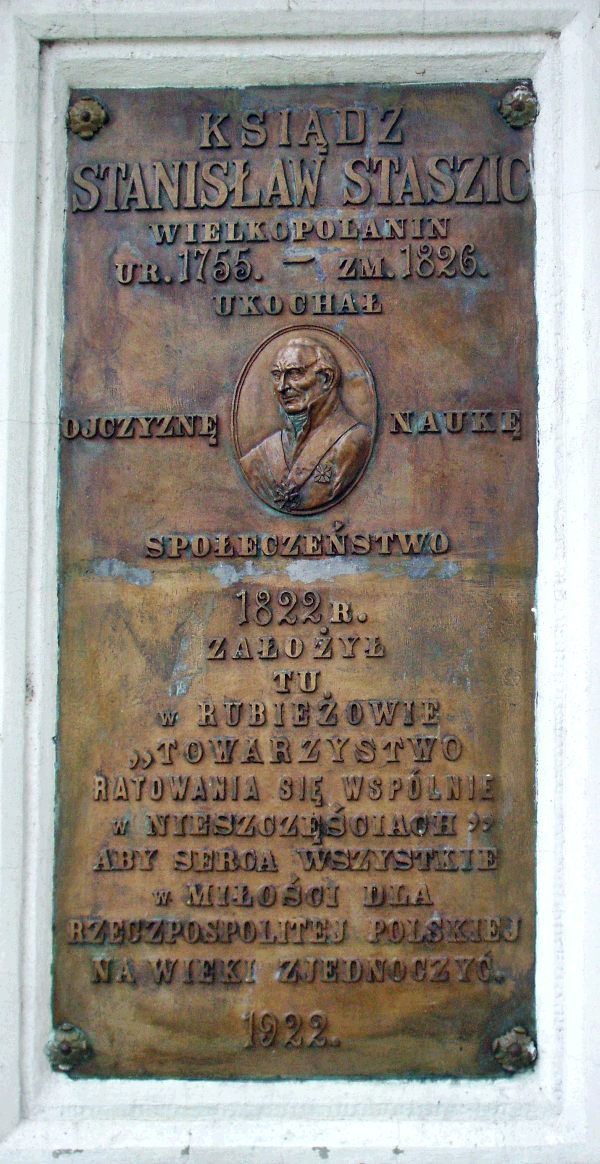 KSIĄDZ
STANISŁAW STASZIC
WIELKOPOLANIN
UR. 1755. — ZM. 1826.
UKOCHAŁ
OJCZYZNĘ NAUKĘ
SPOŁECZEŃSTWO
1822 R.
ZAŁOŻYŁ
TU
W RUBIEŻOWIE
„TOWARZYSTWO
RATOWANIA SIĘ WSPÓLNIE
W NIESZCZĘŚCIACH”
ABY SERCA WSZYSTKIE
W MIŁOŚCI DLA
RZECZPOSPOLITEJ POLSKIEJ
NA WIEKI ZJEDNOCZYĆ.
1922.